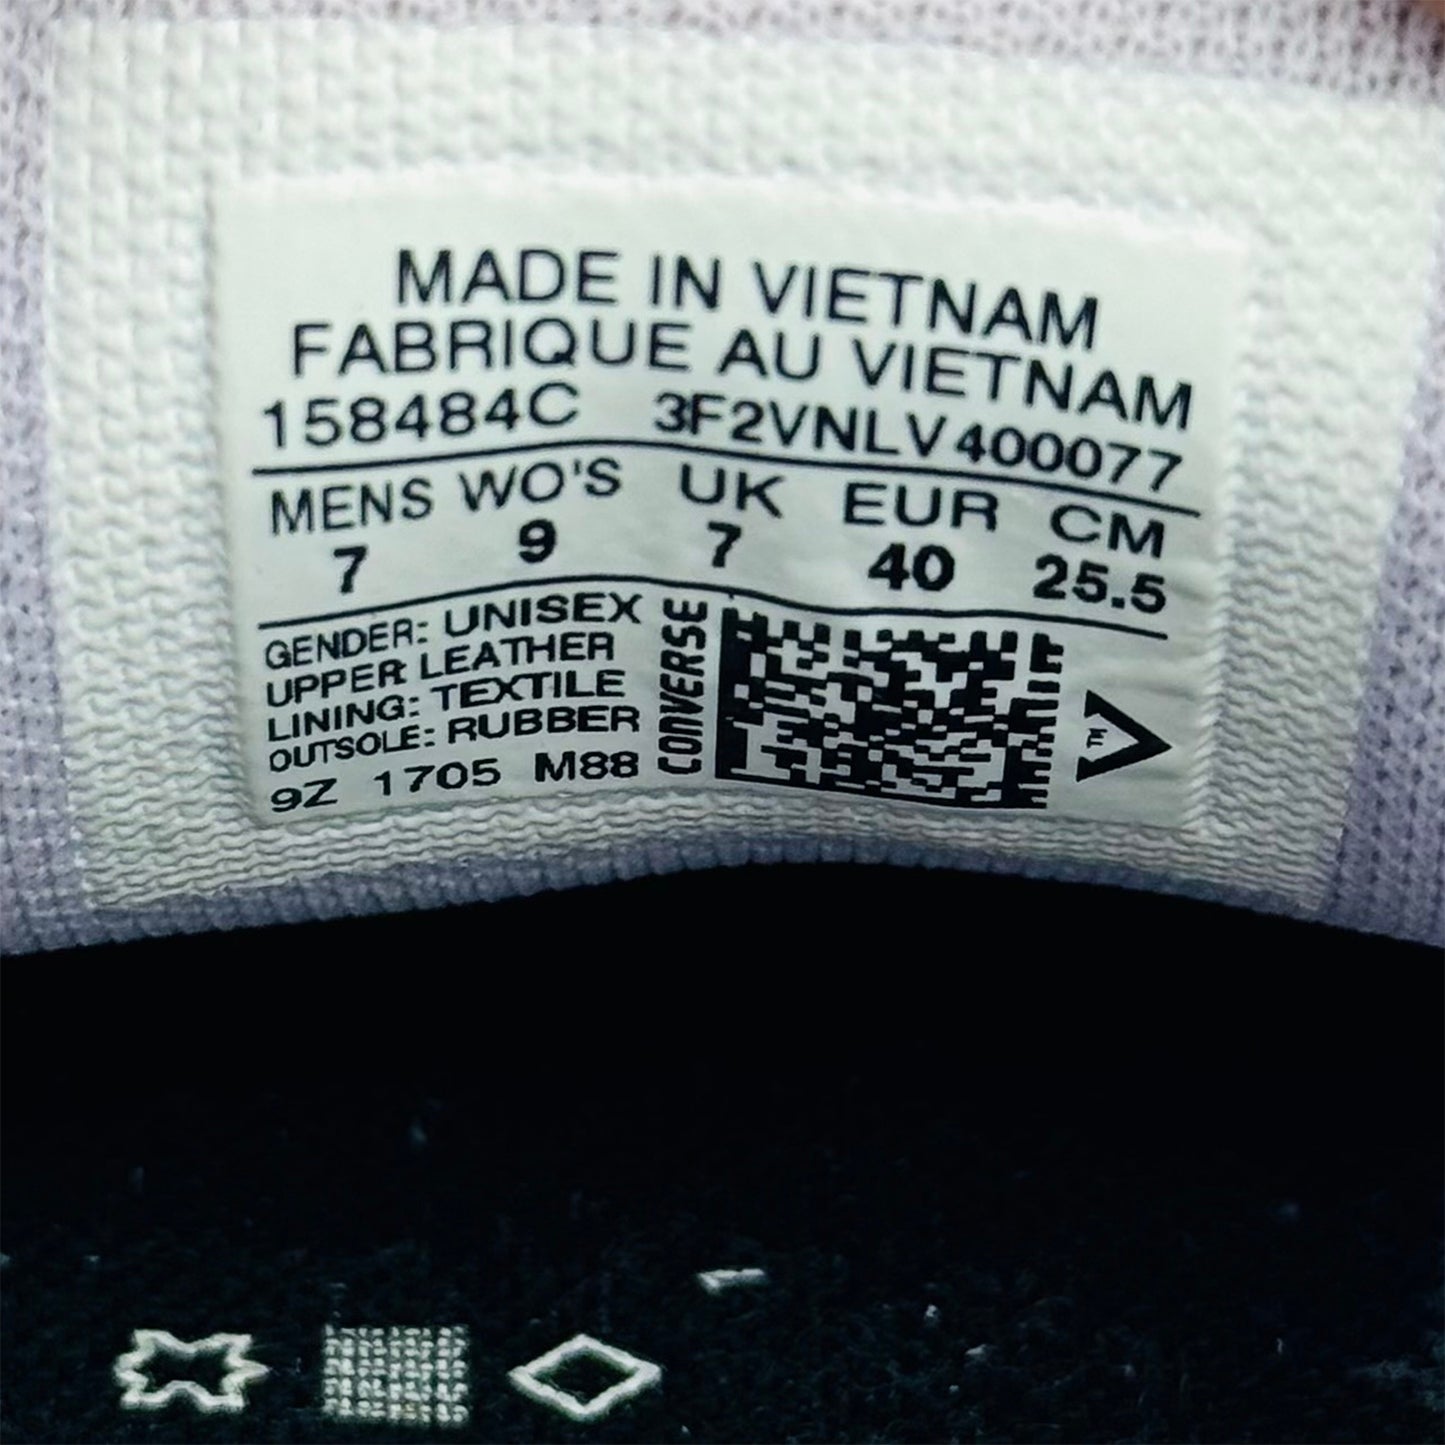 MADE IN VIETNAM
FABRIQUE AU VIETNAM
158484C 3F2VNLV400077
MENS WO'S UK EUR CM
7 9 7 40 25.5
GENDER: UNISEX
UPPER: LEATHER
LINING: TEXTILE
OUTSOLE: RUBBER
9Z 1705 M88
CONVERSE